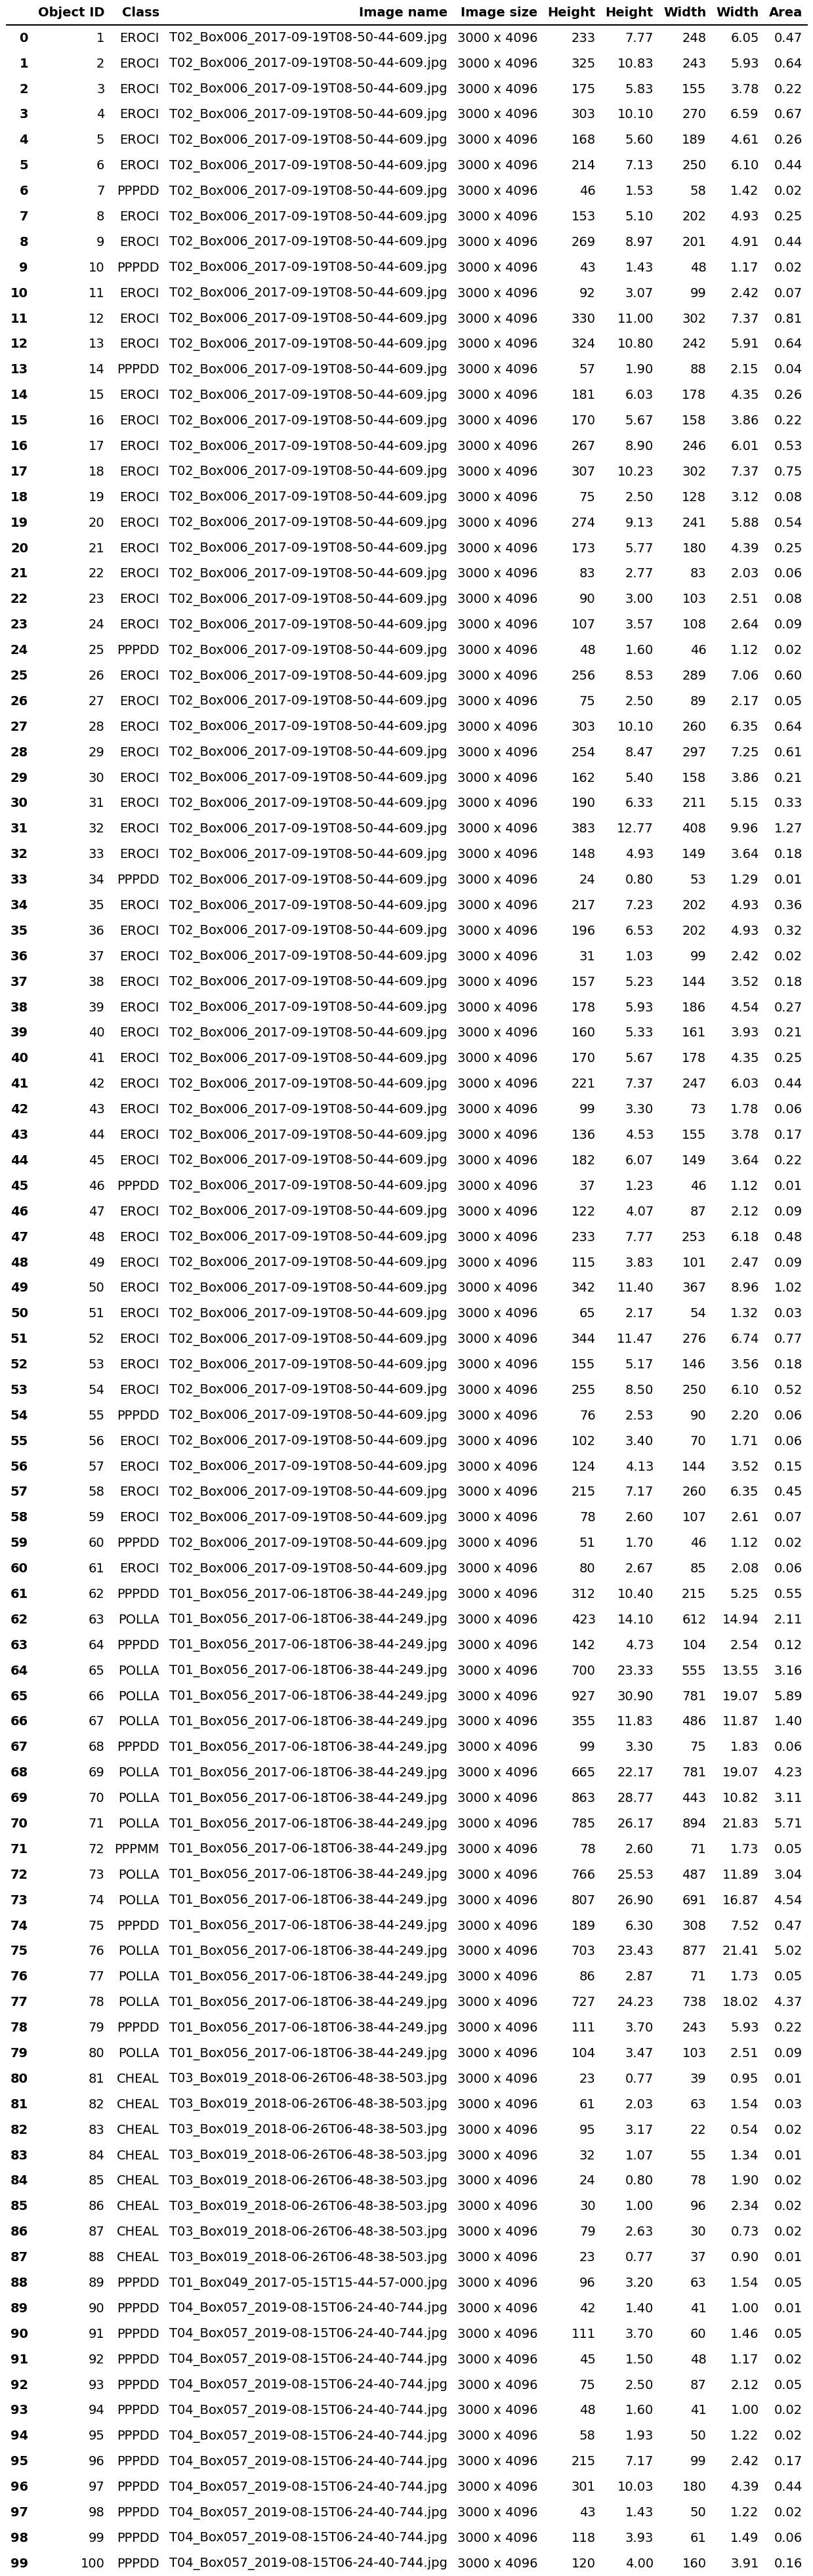 Object ID Class Image name Image size Height Height Width Width Area
0 1 EROCI T02_Box006_2017-09-19T08-50-44-609.jpg 3000 x 4096 233 7.77 248 6.05 0.47
1 2 EROCI T02_Box006_2017-09-19T08-50-44-609.jpg 3000 x 4096 325 10.83 243 5.93 0.64
2 3 EROCI T02_Box006_2017-09-19T08-50-44-609.jpg 3000 x 4096 175 5.83 155 3.78 0.22
3 4 EROCI T02_Box006_2017-09-19T08-50-44-609.jpg 3000 x 4096 303 10.10 270 6.59 0.67
4 5 EROCI T02_Box006_2017-09-19T08-50-44-609.jpg 3000 x 4096 168 5.60 189 4.61 0.26
5 6 EROCI T02_Box006_2017-09-19T08-50-44-609.jpg 3000 x 4096 214 7.13 250 6.10 0.44
6 7 PPPDD T02_Box006_2017-09-19T08-50-44-609.jpg 3000 x 4096 46 1.53 58 1.42 0.02
7 8 EROCI T02_Box006_2017-09-19T08-50-44-609.jpg 3000 x 4096 153 5.10 202 4.93 0.25
8 9 EROCI T02_Box006_2017-09-19T08-50-44-609.jpg 3000 x 4096 269 8.97 201 4.91 0.44
9 10 PPPDD T02_Box006_2017-09-19T08-50-44-609.jpg 3000 x 4096 43 1.43 48 1.17 0.02
10 11 EROCI T02_Box006_2017-09-19T08-50-44-609.jpg 3000 x 4096 92 3.07 99 2.42 0.07
11 12 EROCI T02_Box006_2017-09-19T08-50-44-609.jpg 3000 x 4096 330 11.00 302 7.37 0.81
12 13 EROCI T02_Box006_2017-09-19T08-50-44-609.jpg 3000 x 4096 324 10.80 242 5.91 0.64
13 14 PPPDD T02_Box006_2017-09-19T08-50-44-609.jpg 3000 x 4096 57 1.90 88 2.15 0.04
14 15 EROCI T02_Box006_2017-09-19T08-50-44-609.jpg 3000 x 4096 181 6.03 178 4.35 0.26
15 16 EROCI T02_Box006_2017-09-19T08-50-44-609.jpg 3000 x 4096 170 5.67 158 3.86 0.22
16 17 EROCI T02_Box006_2017-09-19T08-50-44-609.jpg 3000 x 4096 267 8.90 246 6.01 0.53
17 18 EROCI T02_Box006_2017-09-19T08-50-44-609.jpg 3000 x 4096 307 10.23 302 7.37 0.75
18 19 EROCI T02_Box006_2017-09-19T08-50-44-609.jpg 3000 x 4096 75 2.50 128 3.12 0.08
19 20 EROCI T02_Box006_2017-09-19T08-50-44-609.jpg 3000 x 4096 274 9.13 241 5.88 0.54
20 21 EROCI T02_Box006_2017-09-19T08-50-44-609.jpg 3000 x 4096 173 5.77 180 4.39 0.25
21 22 EROCI T02_Box006_2017-09-19T08-50-44-609.jpg 3000 x 4096 83 2.77 83 2.03 0.06
22 23 EROCI T02_Box006_2017-09-19T08-50-44-609.jpg 3000 x 4096 90 3.00 103 2.51 0.08
23 24 EROCI T02_Box006_2017-09-19T08-50-44-609.jpg 3000 x 4096 107 3.57 108 2.64 0.09
24 25 PPPDD T02_Box006_2017-09-19T08-50-44-609.jpg 3000 x 4096 48 1.60 46 1.12 0.02
25 26 EROCI T02_Box006_2017-09-19T08-50-44-609.jpg 3000 x 4096 256 8.53 289 7.06 0.60
26 27 EROCI T02_Box006_2017-09-19T08-50-44-609.jpg 3000 x 4096 75 2.50 89 2.17 0.05
27 28 EROCI T02_Box006_2017-09-19T08-50-44-609.jpg 3000 x 4096 303 10.10 260 6.35 0.64
28 29 EROCI T02_Box006_2017-09-19T08-50-44-609.jpg 3000 x 4096 254 8.47 297 7.25 0.61
29 30 EROCI T02_Box006_2017-09-19T08-50-44-609.jpg 3000 x 4096 162 5.40 158 3.86 0.21
30 31 EROCI T02_Box006_2017-09-19T08-50-44-609.jpg 3000 x 4096 190 6.33 211 5.15 0.33
31 32 EROCI T02_Box006_2017-09-19T08-50-44-609.jpg 3000 x 4096 383 12.77 408 9.96 1.27
32 33 EROCI T02_Box006_2017-09-19T08-50-44-609.jpg 3000 x 4096 148 4.93 149 3.64 0.18
33 34 PPPDD T02_Box006_2017-09-19T08-50-44-609.jpg 3000 x 4096 24 0.80 53 1.29 0.01
34 35 EROCI T02_Box006_2017-09-19T08-50-44-609.jpg 3000 x 4096 217 7.23 202 4.93 0.36
35 36 EROCI T02_Box006_2017-09-19T08-50-44-609.jpg 3000 x 4096 196 6.53 202 4.93 0.32
36 37 EROCI T02_Box006_2017-09-19T08-50-44-609.jpg 3000 x 4096 31 1.03 99 2.42 0.02
37 38 EROCI T02_Box006_2017-09-19T08-50-44-609.jpg 3000 x 4096 157 5.23 144 3.52 0.18
38 39 EROCI T02_Box006_2017-09-19T08-50-44-609.jpg 3000 x 4096 178 5.93 186 4.54 0.27
39 40 EROCI T02_Box006_2017-09-19T08-50-44-609.jpg 3000 x 4096 160 5.33 161 3.93 0.21
40 41 EROCI T02_Box006_2017-09-19T08-50-44-609.jpg 3000 x 4096 170 5.67 178 4.35 0.25
41 42 EROCI T02_Box006_2017-09-19T08-50-44-609.jpg 3000 x 4096 221 7.37 247 6.03 0.44
42 43 EROCI T02_Box006_2017-09-19T08-50-44-609.jpg 3000 x 4096 99 3.30 73 1.78 0.06
43 44 EROCI T02_Box006_2017-09-19T08-50-44-609.jpg 3000 x 4096 136 4.53 155 3.78 0.17
44 45 EROCI T02_Box006_2017-09-19T08-50-44-609.jpg 3000 x 4096 182 6.07 149 3.64 0.22
45 46 PPPDD T02_Box006_2017-09-19T08-50-44-609.jpg 3000 x 4096 37 1.23 46 1.12 0.01
46 47 EROCI T02_Box006_2017-09-19T08-50-44-609.jpg 3000 x 4096 122 4.07 87 2.12 0.09
47 48 EROCI T02_Box006_2017-09-19T08-50-44-609.jpg 3000 x 4096 233 7.77 253 6.18 0.48
48 49 EROCI T02_Box006_2017-09-19T08-50-44-609.jpg 3000 x 4096 115 3.83 101 2.47 0.09
49 50 EROCI T02_Box006_2017-09-19T08-50-44-609.jpg 3000 x 4096 342 11.40 367 8.96 1.02
50 51 EROCI T02_Box006_2017-09-19T08-50-44-609.jpg 3000 x 4096 65 2.17 54 1.32 0.03
51 52 EROCI T02_Box006_2017-09-19T08-50-44-609.jpg 3000 x 4096 344 11.47 276 6.74 0.77
52 53 EROCI T02_Box006_2017-09-19T08-50-44-609.jpg 3000 x 4096 155 5.17 146 3.56 0.18
53 54 EROCI T02_Box006_2017-09-19T08-50-44-609.jpg 3000 x 4096 255 8.50 250 6.10 0.52
54 55 PPPDD T02_Box006_2017-09-19T08-50-44-609.jpg 3000 x 4096 76 2.53 90 2.20 0.06
55 56 EROCI T02_Box006_2017-09-19T08-50-44-609.jpg 3000 x 4096 102 3.40 70 1.71 0.06
56 57 EROCI T02_Box006_2017-09-19T08-50-44-609.jpg 3000 x 4096 124 4.13 144 3.52 0.15
57 58 EROCI T02_Box006_2017-09-19T08-50-44-609.jpg 3000 x 4096 215 7.17 260 6.35 0.45
58 59 EROCI T02_Box006_2017-09-19T08-50-44-609.jpg 3000 x 4096 78 2.60 107 2.61 0.07
59 60 PPPDD T02_Box006_2017-09-19T08-50-44-609.jpg 3000 x 4096 51 1.70 46 1.12 0.02
60 61 EROCI T02_Box006_2017-09-19T08-50-44-609.jpg 3000 x 4096 80 2.67 85 2.08 0.06
61 62 PPPDD T01_Box056_2017-06-18T06-38-44-249.jpg 3000 x 4096 312 10.40 215 5.25 0.55
62 63 POLLA T01_Box056_2017-06-18T06-38-44-249.jpg 3000 x 4096 423 14.10 612 14.94 2.11
63 64 PPPDD T01_Box056_2017-06-18T06-38-44-249.jpg 3000 x 4096 142 4.73 104 2.54 0.12
64 65 POLLA T01_Box056_2017-06-18T06-38-44-249.jpg 3000 x 4096 700 23.33 555 13.55 3.16
65 66 POLLA T01_Box056_2017-06-18T06-38-44-249.jpg 3000 x 4096 927 30.90 781 19.07 5.89
66 67 POLLA T01_Box056_2017-06-18T06-38-44-249.jpg 3000 x 4096 355 11.83 486 11.87 1.40
67 68 PPPDD T01_Box056_2017-06-18T06-38-44-249.jpg 3000 x 4096 99 3.30 75 1.83 0.06
68 69 POLLA T01_Box056_2017-06-18T06-38-44-249.jpg 3000 x 4096 665 22.17 781 19.07 4.23
69 70 POLLA T01_Box056_2017-06-18T06-38-44-249.jpg 3000 x 4096 863 28.77 443 10.82 3.11
70 71 POLLA T01_Box056_2017-06-18T06-38-44-249.jpg 3000 x 4096 785 26.17 894 21.83 5.71
71 72 PPPMM T01_Box056_2017-06-18T06-38-44-249.jpg 3000 x 4096 78 2.60 71 1.73 0.05
72 73 POLLA T01_Box056_2017-06-18T06-38-44-249.jpg 3000 x 4096 766 25.53 487 11.89 3.04
73 74 POLLA T01_Box056_2017-06-18T06-38-44-249.jpg 3000 x 4096 807 26.90 691 16.87 4.54
74 75 PPPDD T01_Box056_2017-06-18T06-38-44-249.jpg 3000 x 4096 189 6.30 308 7.52 0.47
75 76 POLLA T01_Box056_2017-06-18T06-38-44-249.jpg 3000 x 4096 703 23.43 877 21.41 5.02
76 77 POLLA T01_Box056_2017-06-18T06-38-44-249.jpg 3000 x 4096 86 2.87 71 1.73 0.05
77 78 POLLA T01_Box056_2017-06-18T06-38-44-249.jpg 3000 x 4096 727 24.23 738 18.02 4.37
78 79 PPPDD T01_Box056_2017-06-18T06-38-44-249.jpg 3000 x 4096 111 3.70 243 5.93 0.22
79 80 POLLA T01_Box056_2017-06-18T06-38-44-249.jpg 3000 x 4096 104 3.47 103 2.51 0.09
80 81 CHEAL T03_Box019_2018-06-26T06-48-38-503.jpg 3000 x 4096 23 0.77 39 0.95 0.01
81 82 CHEAL T03_Box019_2018-06-26T06-48-38-503.jpg 3000 x 4096 61 2.03 63 1.54 0.03
82 83 CHEAL T03_Box019_2018-06-26T06-48-38-503.jpg 3000 x 4096 95 3.17 22 0.54 0.02
83 84 CHEAL T03_Box019_2018-06-26T06-48-38-503.jpg 3000 x 4096 32 1.07 55 1.34 0.01
84 85 CHEAL T03_Box019_2018-06-26T06-48-38-503.jpg 3000 x 4096 24 0.80 78 1.90 0.02
85 86 CHEAL T03_Box019_2018-06-26T06-48-38-503.jpg 3000 x 4096 30 1.00 96 2.34 0.02
86 87 CHEAL T03_Box019_2018-06-26T06-48-38-503.jpg 3000 x 4096 79 2.63 30 0.73 0.02
87 88 CHEAL T03_Box019_2018-06-26T06-48-38-503.jpg 3000 x 4096 23 0.77 37 0.90 0.01
88 89 PPPDD T01_Box049_2017-05-15T15-44-57-000.jpg 3000 x 4096 96 3.20 63 1.54 0.05
89 90 PPPDD T04_Box057_2019-08-15T06-24-40-744.jpg 3000 x 4096 42 1.40 41 1.00 0.01
90 91 PPPDD T04_Box057_2019-08-15T06-24-40-744.jpg 3000 x 4096 111 3.70 60 1.46 0.05
91 92 PPPDD T04_Box057_2019-08-15T06-24-40-744.jpg 3000 x 4096 45 1.50 48 1.17 0.02
92 93 PPPDD T04_Box057_2019-08-15T06-24-40-744.jpg 3000 x 4096 75 2.50 87 2.12 0.05
93 94 PPPDD T04_Box057_2019-08-15T06-24-40-744.jpg 3000 x 4096 48 1.60 41 1.00 0.02
94 95 PPPDD T04_Box057_2019-08-15T06-24-40-744.jpg 3000 x 4096 58 1.93 50 1.22 0.02
95 96 PPPDD T04_Box057_2019-08-15T06-24-40-744.jpg 3000 x 4096 215 7.17 99 2.42 0.17
96 97 PPPDD T04_Box057_2019-08-15T06-24-40-744.jpg 3000 x 4096 301 10.03 180 4.39 0.44
97 98 PPPDD T04_Box057_2019-08-15T06-24-40-744.jpg 3000 x 4096 43 1.43 50 1.22 0.02
98 99 PPPDD T04_Box057_2019-08-15T06-24-40-744.jpg 3000 x 4096 118 3.93 61 1.49 0.06
99 100 PPPDD T04_Box057_2019-08-15T06-24-40-744.jpg 3000 x 4096 120 4.00 160 3.91 0.16